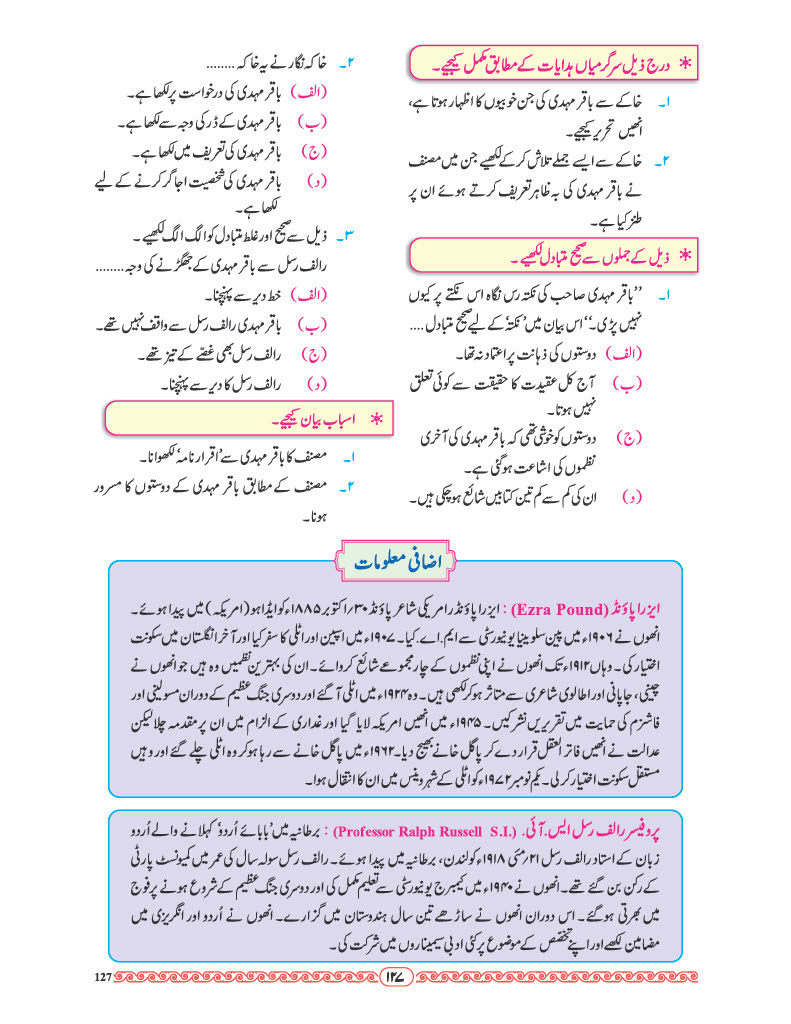 * درج ذیل سرگرمیاں ہدایات کے مطابق مکمل کیجیے۔
۱۔ خاکے سے باقر مہدی کی جن خوبیوں کا اظہار ہوتا ہے،
انھیں تحریر کیجیے۔
۲۔ خاکے سے ایسے جملے تلاش کرکے لکھیے جن میں مصنف
نے باقر مہدی کی بہ ظاہر تعریف کرتے ہوئے ان پر
طنز کیا ہے۔
* ذیل کے جملوں سے صحیح متبادل لکھیے۔
۱۔ ’’باقر مہدی صاحب کی نکتہ رس نگاہ اس نکتے پر کیوں
نہیں پڑی۔‘‘ اس بیان میں ’نکتہ‘ کے لیے صحیح متبادل ....
(الف) دوستوں کی ذہانت پر اعتماد نہ تھا۔
(ب) آج کل عقیدت کا حقیقت سے کوئی تعلق
نہیں ہوتا۔
(ج) دوستوں کو خوشی تھی کہ باقر مہدی کی آخری
نظموں کی اشاعت ہوگئی ہے۔
(د) ان کی کم سے کم تین کتابیں شائع ہوچکی ہیں۔
۲۔ خاکہ نگار نے یہ خاکہ ........
(الف) باقر مہدی کی درخواست پر لکھا ہے۔
(ب) باقر مہدی کے ڈر کی وجہ سے لکھا ہے۔
(ج) باقر مہدی کی تعریف میں لکھا ہے۔
(د) باقر مہدی کی شخصیت اجاگر کرنے کے لیے
لکھا ہے۔
۳۔ ذیل سے صحیح اور غلط متبادل کو الگ الگ لکھیے۔
رالف رسل سے باقر مہدی کے جھگڑنے کی وجہ ........
(الف) خط دیر سے پہنچنا۔
(ب) باقر مہدی رالف رسل سے واقف نہیں تھے۔
(ج) رالف رسل بھی غصّے کے تیز تھے۔
(د) رالف رسل کا دیر سے پہنچنا۔
* اسباب بیان کیجیے۔
۱۔ مصنف کا باقر مہدی سے ’اقرار نامہ‘ لکھوانا۔
۲۔ مصنف کے مطابق باقر مہدی کے دوستوں کا مسرور
ہونا۔
اضافی معلومات
ایزرا پاؤنڈ (Ezra Pound) : ایزرا پاؤنڈر امریکی شاعر پاؤنڈ ۳۰؍اکتوبر ۱۸۸۵ء کو ایڈاہو (امریکہ) میں پیدا ہوئے۔
انھوں نے ۱۹۰۶ء میں پین سلوینیا یونیورسٹی سے ایم.اے. کیا۔ ۱۹۰۷ء میں اسپین اور اٹلی کا سفر کیا اور آخر انگلستان میں سکونت
اختیار کی۔ وہاں ۱۹۱۲ء تک انھوں نے اپنی نظموں کے چار مجموعے شائع کروائے۔ ان کی بہترین نظمیں وہ ہیں جو انھوں نے
چینی، جاپانی اور اطالوی شاعری سے متاثر ہوکر لکھی ہیں۔ وہ ۱۹۲۴ء میں اٹلی آگئے اور دوسری جنگ عظیم کے دوران مسولینی اور
فاشزم کی حمایت میں تقریریں نشر کیں۔ ۱۹۴۵ء میں انھیں امریکہ لایا گیا اور غداری کے الزام میں ان پر مقدمہ چلا لیکن
عدالت نے انھیں فاتر العقل قرار دے کر پاگل خانے بھیج دیا۔ ۱۹۶۲ء میں پاگل خانے سے رہا ہوکر وہ اٹلی چلے گئے اور وہیں
مستقل سکونت اختیار کرلی۔ یکم نومبر ۱۹۷۲ء کو اٹلی کے شہر وینس میں ان کا انتقال ہوا۔
پروفیسر رالف رسل ایس.آئی. (Professor Ralph Russell S.I.) : برطانیہ میں ’بابائے اُردو‘ کہلانے والے اُردو
زبان کے استاد رالف رسل ۲۱؍مئی ۱۹۱۸ء کو لندن، برطانیہ میں پیدا ہوئے۔ رالف رسل سولہ سال کی عمر میں کمیونسٹ پارٹی
کے رکن بن گئے تھے۔ انھوں نے ۱۹۴۰ء میں کیمبرج یونیورسٹی سے تعلیم مکمل کی اور دوسری جنگ عظیم کے شروع ہونے پر فوج
میں بھرتی ہوگئے۔ اس دوران انھوں نے ساڑھے تین سال ہندوستان میں گزارے۔ انھوں نے اُردو اور انگریزی میں
مضامین لکھے اور اپنے تخصّص کے موضوع پر کئی ادبی سیمیناروں میں شرکت کی۔
۱۲۷
127